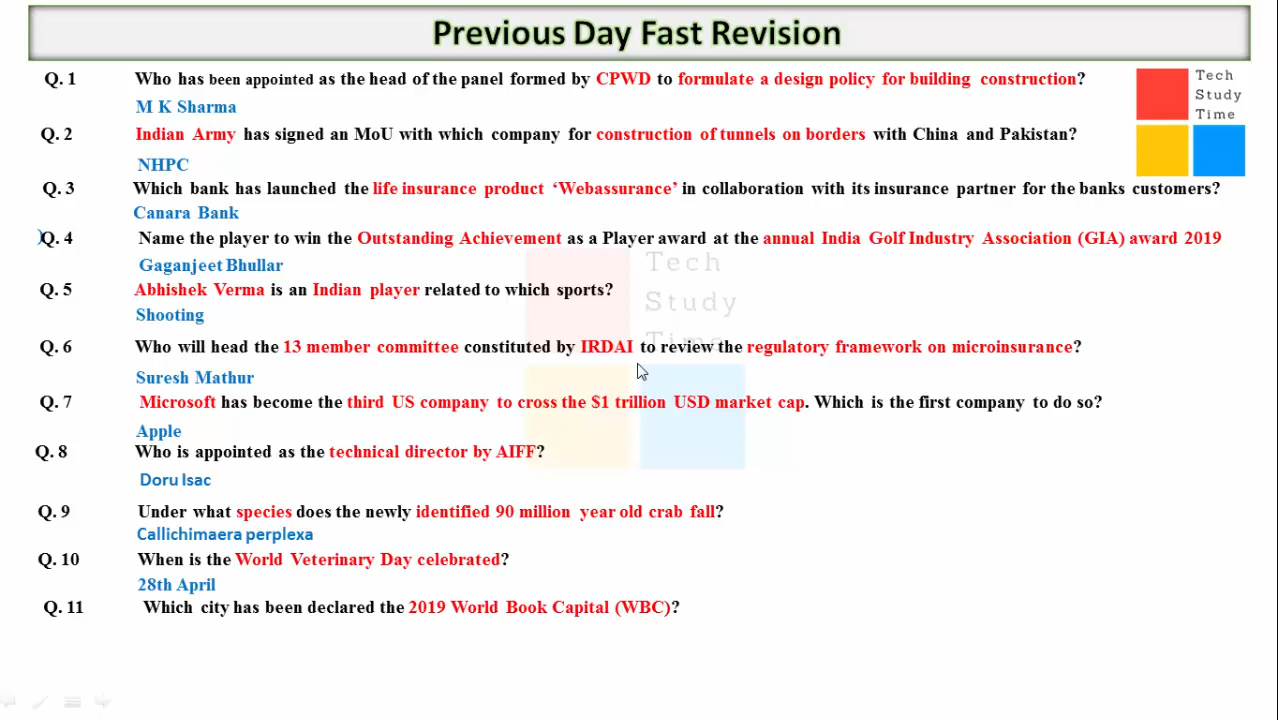 Previous Day Fast Revision
Tech
Study
Time
Q. 1 Who has been appointed as the head of the panel formed by CPWD to formulate a design policy for building construction?
M K Sharma
Q. 2 Indian Army has signed an MoU with which company for construction of tunnels on borders with China and Pakistan?
NHPC
Q. 3 Which bank has launched the life insurance product ‘Webassurance’ in collaboration with its insurance partner for the banks customers?
Canara Bank
)Q. 4 Name the player to win the Outstanding Achievement as a Player award at the annual India Golf Industry Association (GIA) award 2019
Gaganjeet Bhullar
Tech
Q. 5 Abhishek Verma is an Indian player related to which sports?
Study
Shooting
Time
Q. 6 Who will head the 13 member committee constituted by IRDAI to review the regulatory framework on microinsurance?
Suresh Mathur
Q. 7 Microsoft has become the third US company to cross the $1 trillion USD market cap. Which is the first company to do so?
Apple
Q. 8 Who is appointed as the technical director by AIFF?
Doru Isac
Q. 9 Under what species does the newly identified 90 million year old crab fall?
Callichimaera perplexa
Q. 10 When is the World Veterinary Day celebrated?
28th April
Q. 11 Which city has been declared the 2019 World Book Capital (WBC)?